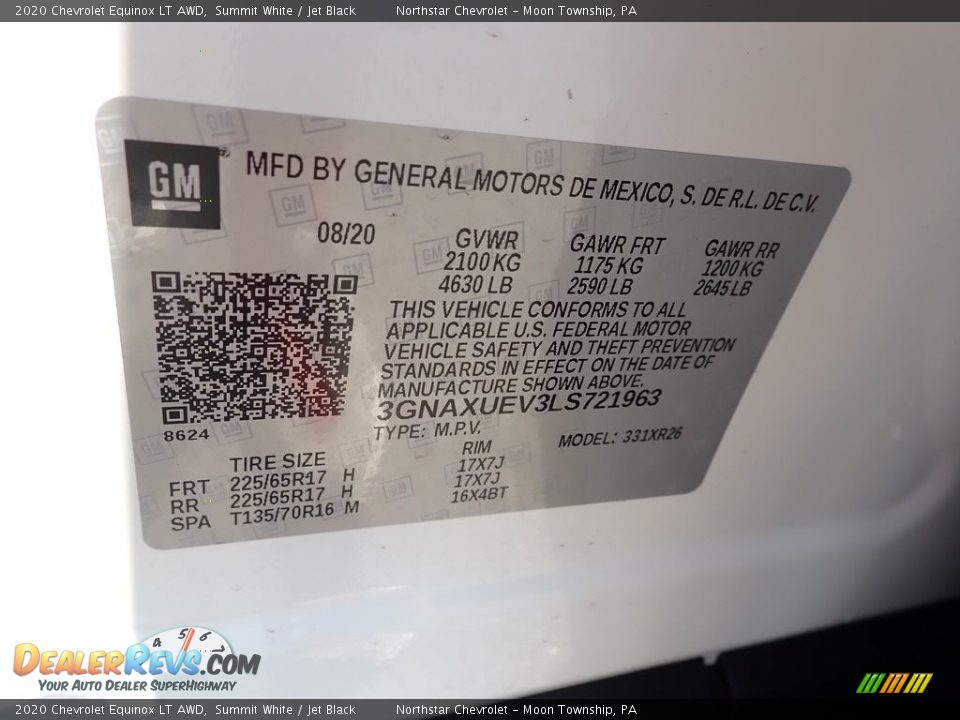 2020 Chevrolet Equinox LT AWD, Summit White / Jet Black Northstar Chevrolet - Moon Township, PA
GM MFD BY GENERAL MOTORS DE MEXICO, S. DE R.L. DE C.V.
08/20 GVWR GAWR FRT GAWR RR
2100 KG 1175 KG 1200 KG
4630 LB 2590 LB 2645 LB
THIS VEHICLE CONFORMS TO ALL
APPLICABLE U.S. FEDERAL MOTOR
VEHICLE SAFETY AND THEFT PREVENTION
STANDARDS IN EFFECT ON THE DATE OF
MANUFACTURE SHOWN ABOVE.
3GNAXUEV3LS721963
8624 TYPE: M.P.V. MODEL: 331XR26
TIRE SIZE RIM
FRT 225/65R17 H 17X7J
RR 225/65R17 H 17X7J
SPA T135/70R16 M 16X4BT
4 5 6
DealerRevs.com
Your Auto Dealer SuperHighway
2020 Chevrolet Equinox LT AWD, Summit White / Jet Black Northstar Chevrolet - Moon Township, PA